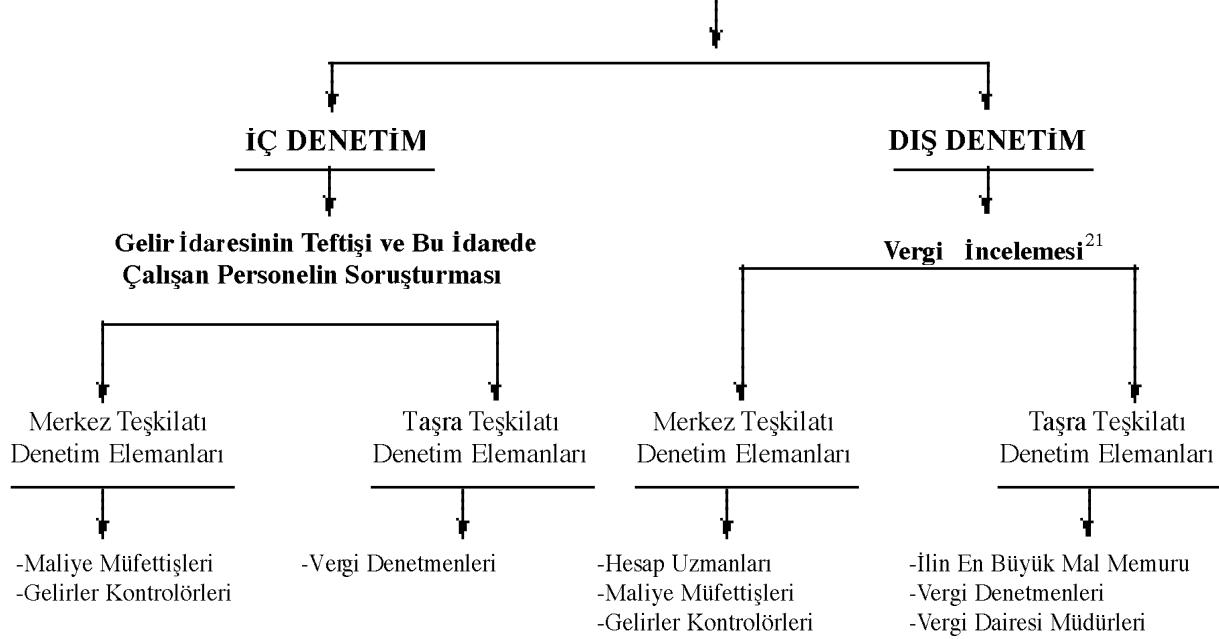 İÇ DENETİM
DIŞ DENETİM
Gelir İdaresinin Teftişi ve Bu İdarede
Çalışan Personelin Soruşturması
Vergi İncelemesi21
Merkez Teşkilatı
Denetim Elemanları
Taşra Teşkilatı
Denetim Elemanları
Merkez Teşkilatı
Denetim Elemanları
Taşra Teşkilatı
Denetim Elemanları
-Maliye Müfettişleri
-Gelirler Kontrolörleri
-Vergi Denetmenleri
-Hesap Uzmanları
-Maliye Müfettişleri
-Gelirler Kontrolörleri
-İlin En Büyük Mal Memuru
-Vergi Denetmenleri
-Vergi Dairesi Müdürleri